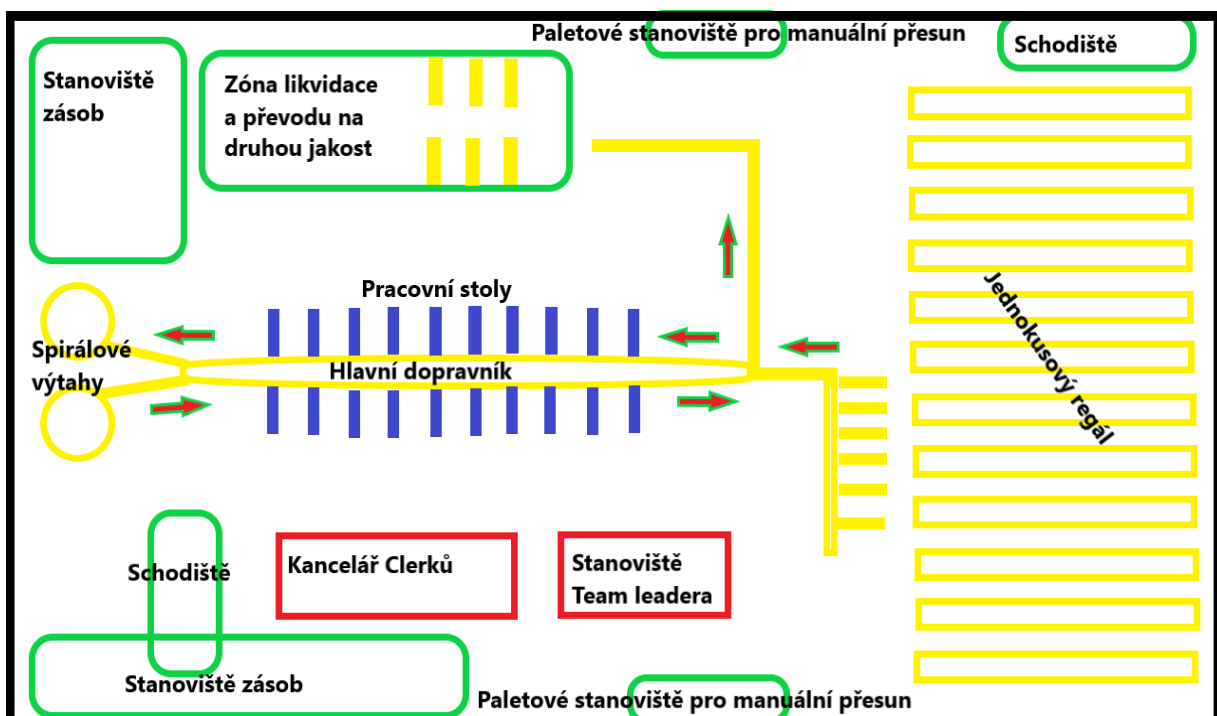 Paletové stanoviště pro manuální přesun
Schodiště
Stanoviště
zásob
Zóna likvidace
a převodu na
druhou jakost
Pracovní stoly
Jednokusový regál
Spirálové
výtahy
Hlavní dopravník
Schodiště
Kancelář Clerků
Stanoviště
Team leadera
Stanoviště zásob
Paletové stanoviště pro manuální přesun